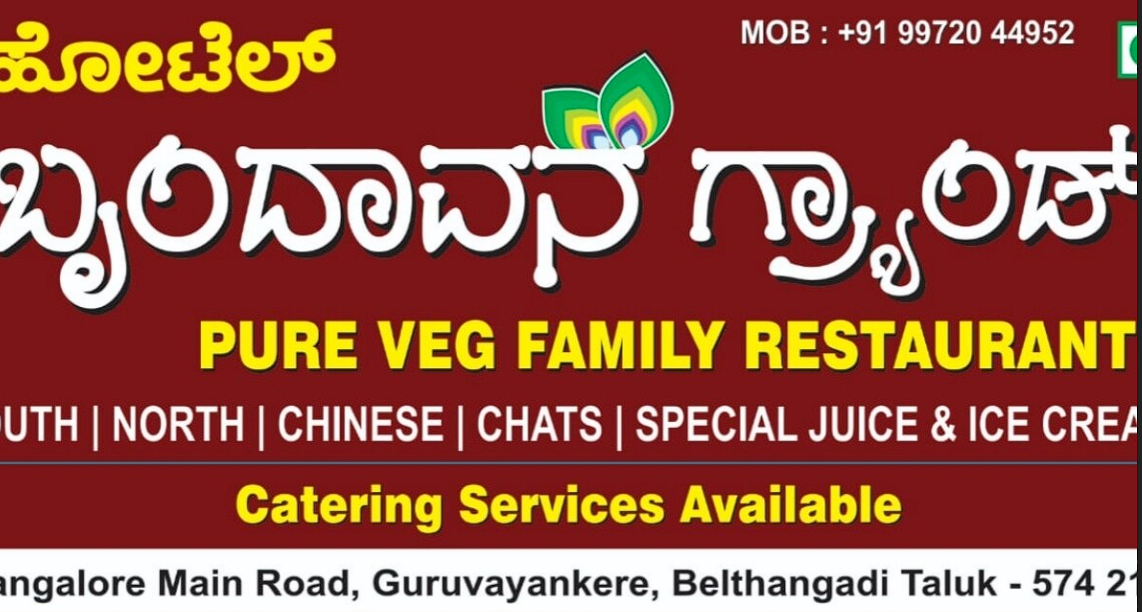 MOB : +91 99720 44952
ಹೋಟೆಲ್
ಬೃಂದಾವನ ಗ್ರ್ಯಾಂಡ್
PURE VEG FAMILY RESTAURANT
OUTH | NORTH | CHINESE | CHATS | SPECIAL JUICE & ICE CREA
Catering Services Available
angalore Main Road, Guruvayankere, Belthangadi Taluk - 574 21